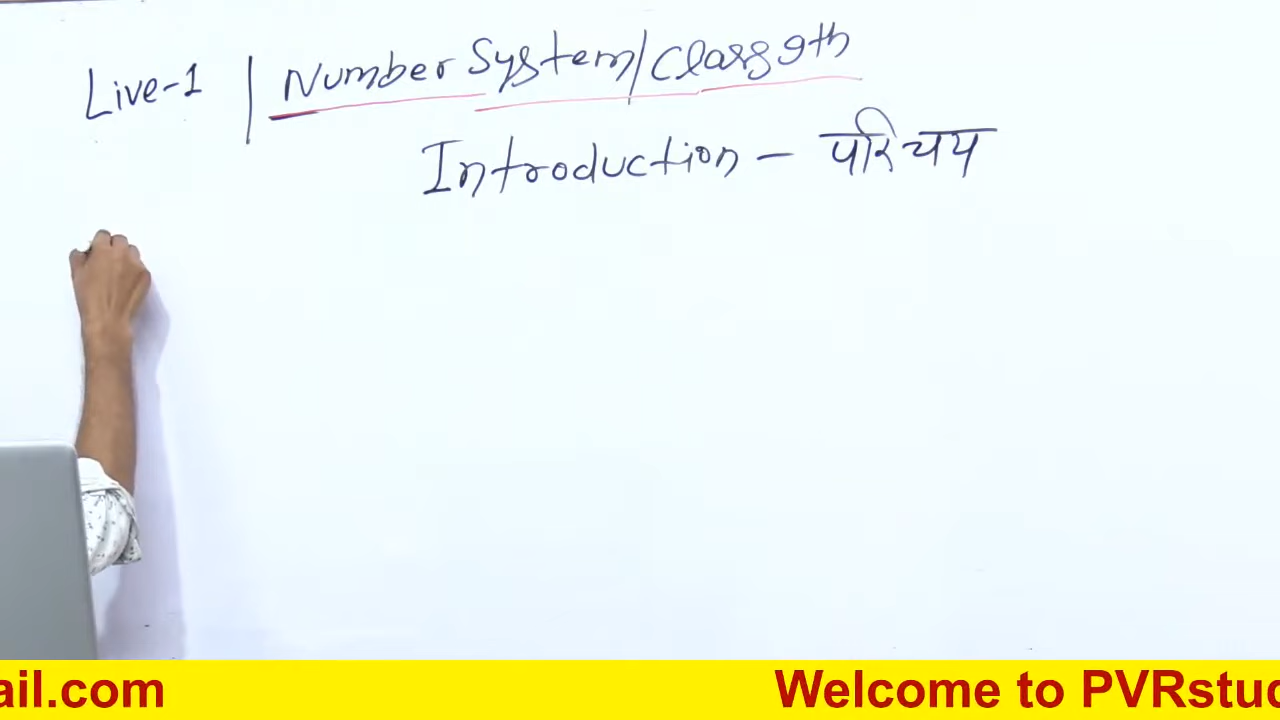 Live-1 | Number System/Class 9th
Introduction - परिचय
ail.com Welcome to PVRstud